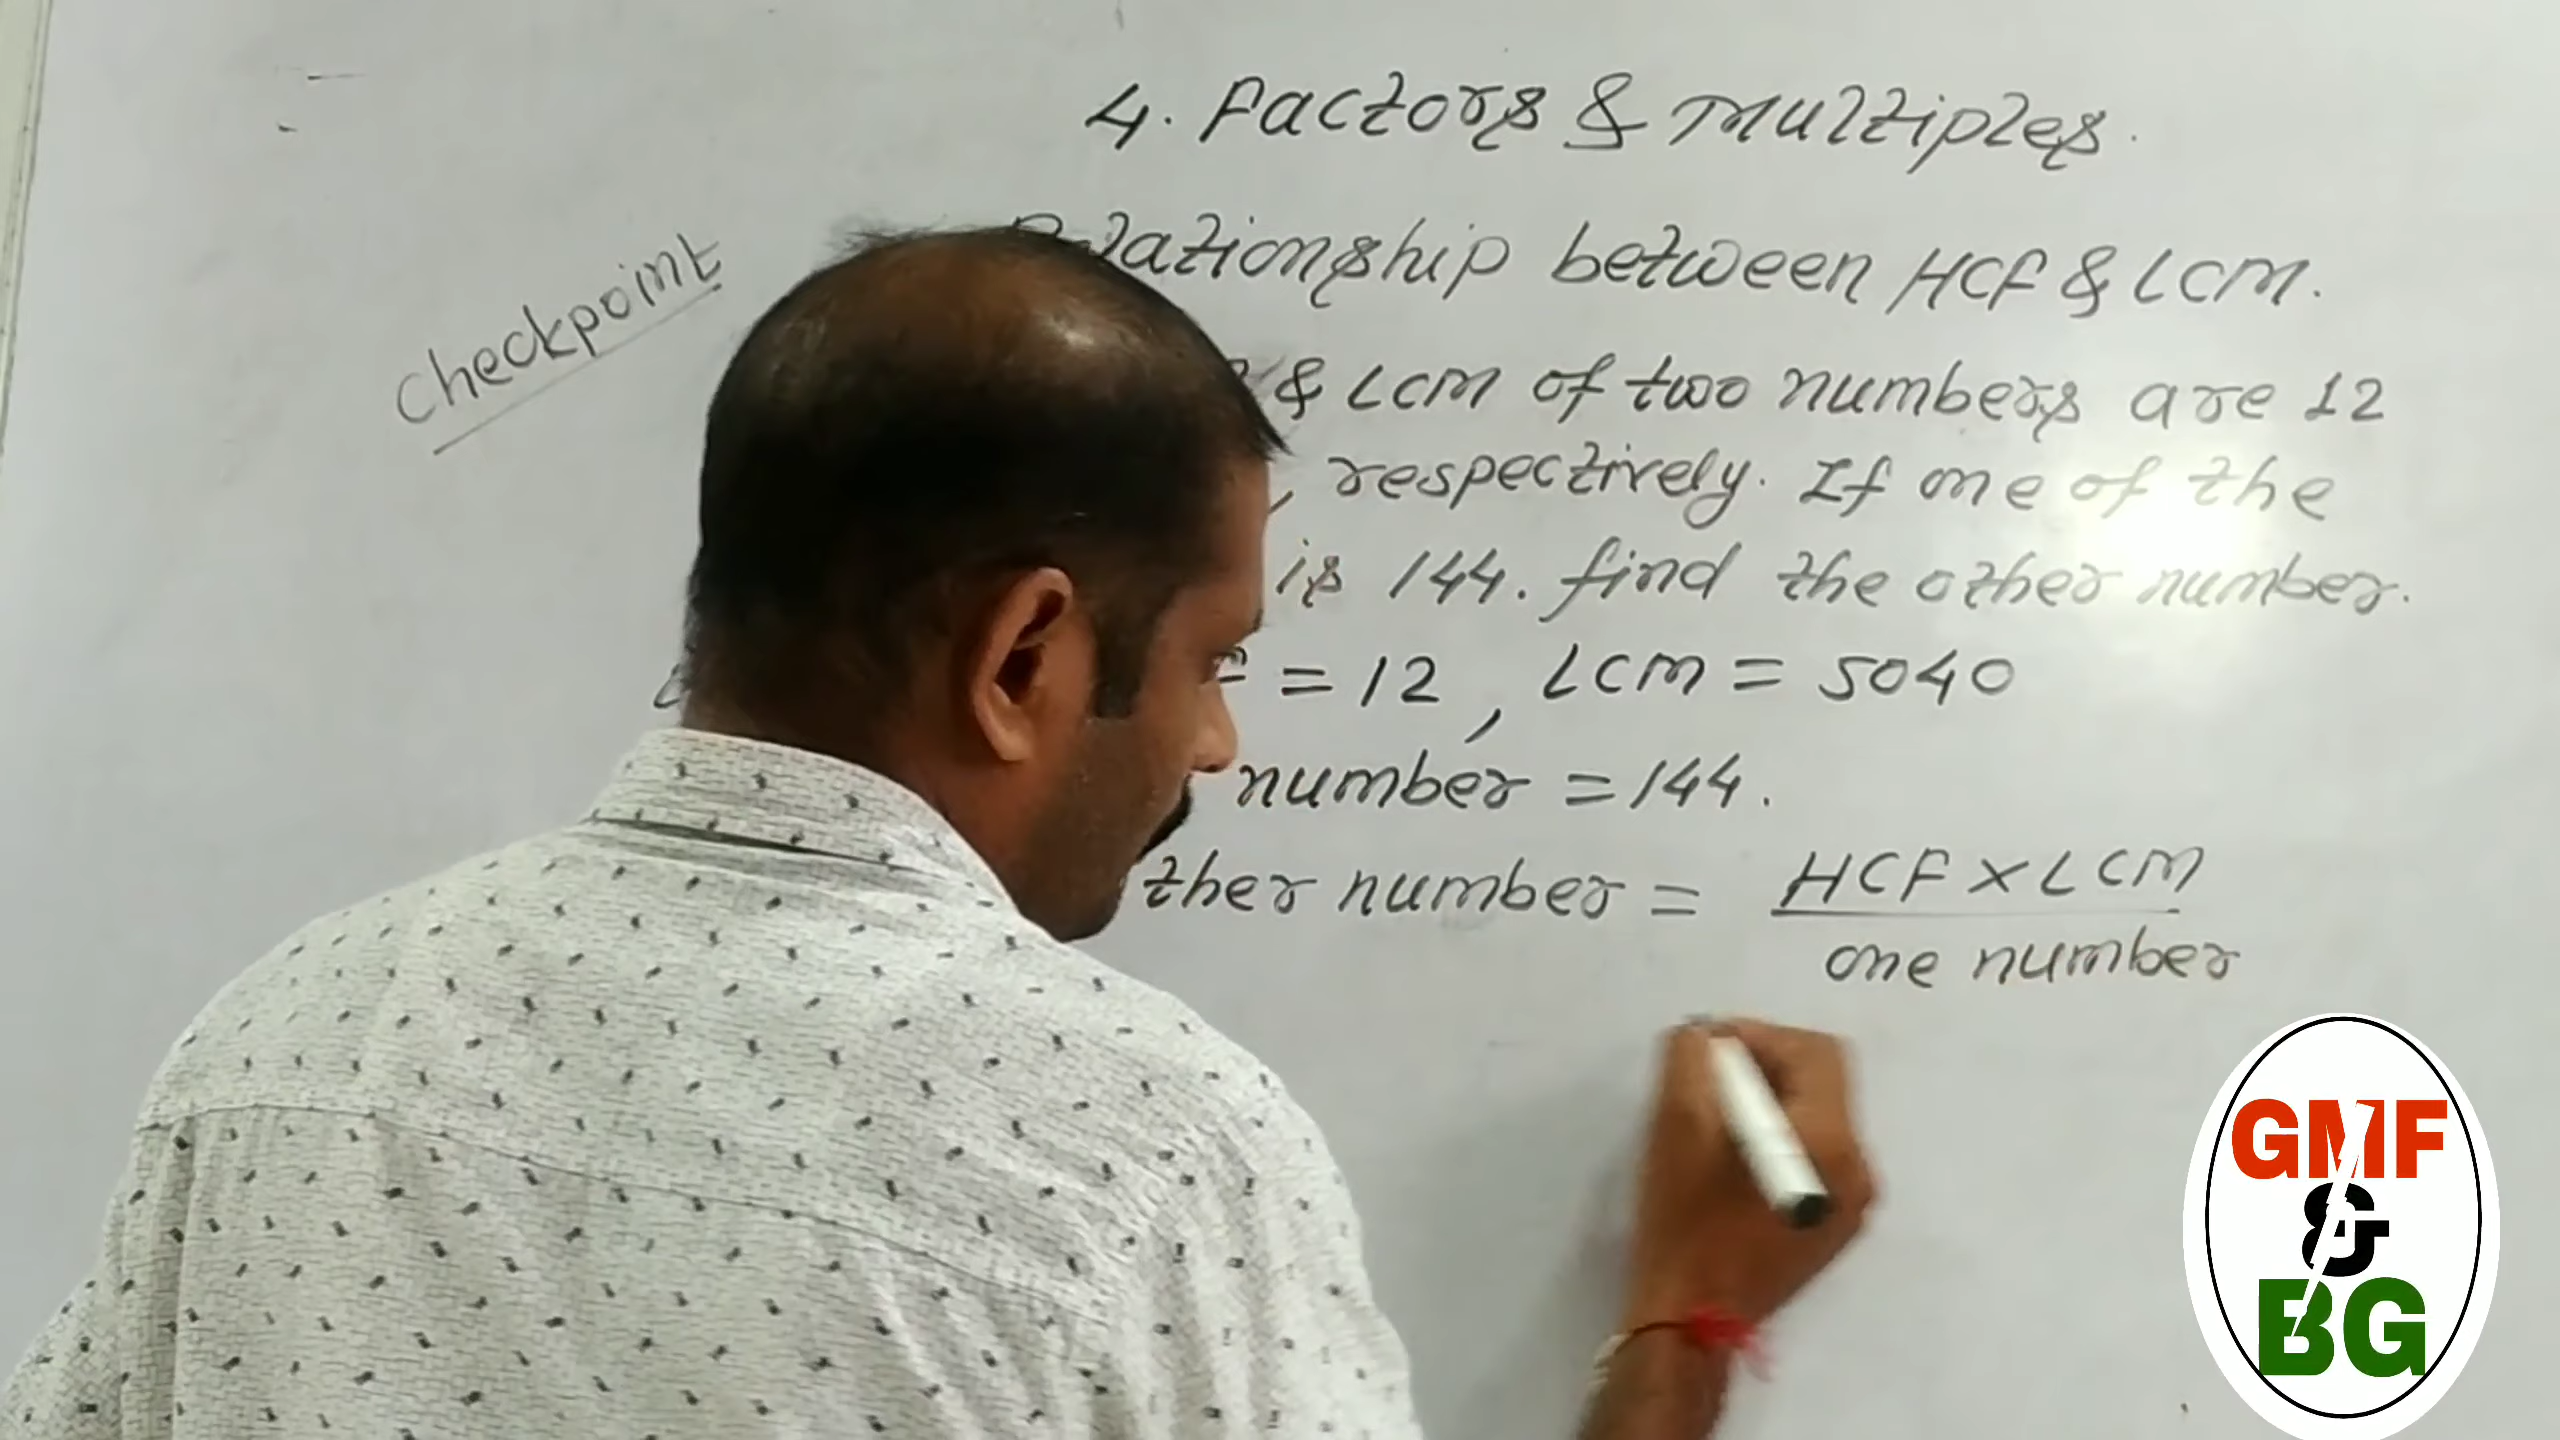 4. Factors & Multiples.
Checkpoint
Relationship between HCF & LCM.
& LCM of two numbers are 12
, respectively. If one of the
is 144. find the other number.
= 12, LCM = 5040
number = 144.
ther number = HCF × LCM
one number
GMF
&
BG